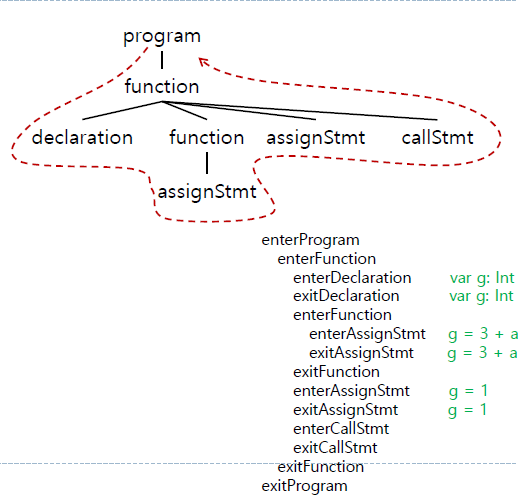 program
function
declaration function assignStmt callStmt
assignStmt
enterProgram
enterFunction
enterDeclaration var g: Int
exitDeclaration var g: Int
enterFunction
enterAssignStmt g = 3 + a
exitAssignStmt g = 3 + a
exitFunction
enterAssignStmt g = 1
exitAssignStmt g = 1
enterCallStmt
exitCallStmt
exitFunction
exitProgram